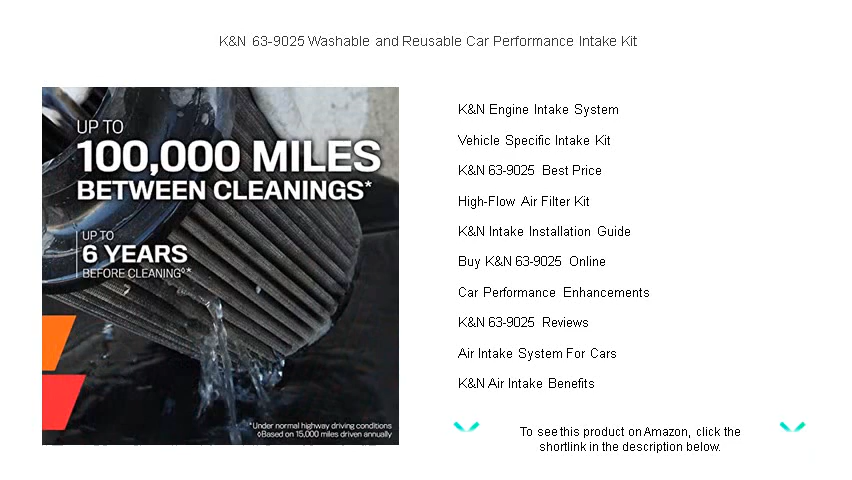 K&N 63-9025 Washable and Reusable Car Performance Intake Kit
UP TO
100,000 MILES
BETWEEN CLEANINGS*
UP TO
6 YEARS
BEFORE CLEANING◊*
*Under normal highway driving conditions
◊Based on 15,000 miles driven annually
K&N Engine Intake System
Vehicle Specific Intake Kit
K&N 63-9025 Best Price
High-Flow Air Filter Kit
K&N Intake Installation Guide
Buy K&N 63-9025 Online
Car Performance Enhancements
K&N 63-9025 Reviews
Air Intake System For Cars
K&N Air Intake Benefits
To see this product on Amazon, click the
shortlink in the description below.